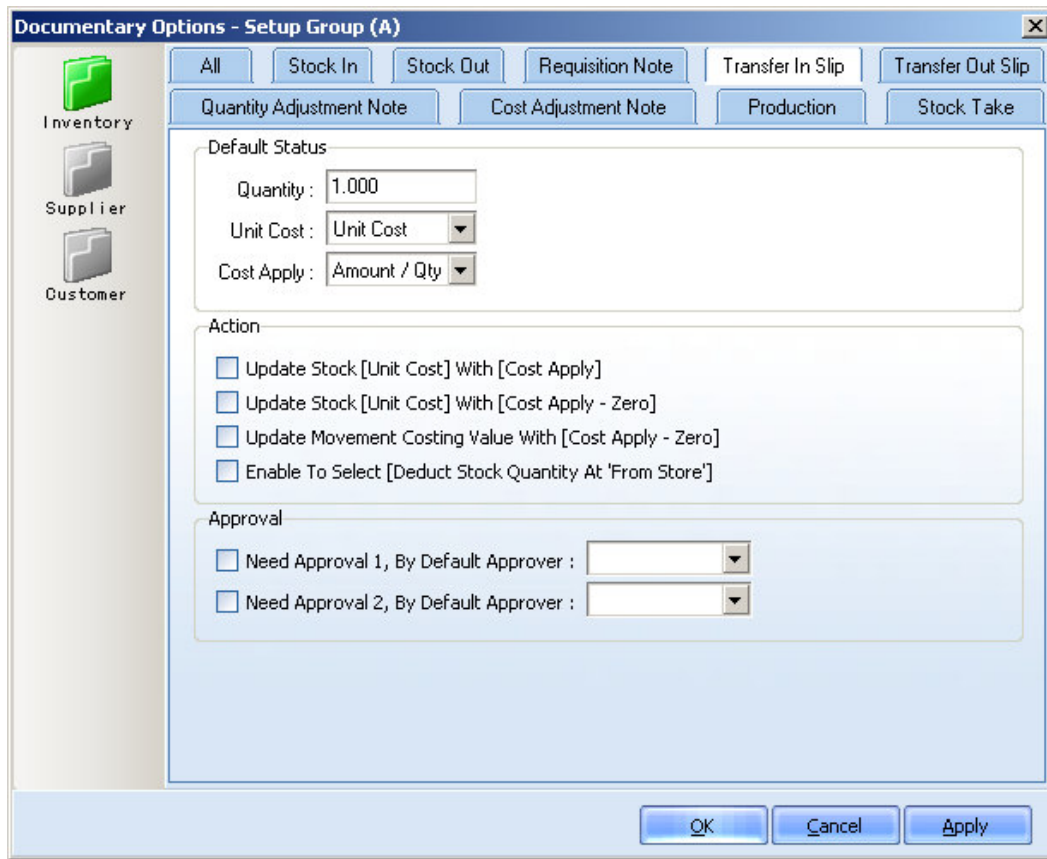 Documentary Options - Setup Group (A)
Inventory
Supplier
Customer
All Stock In Stock Out Requisition Note Transfer In Slip Transfer Out Slip
Quantity Adjustment Note Cost Adjustment Note Production Stock Take
Default Status
Quantity : 1.000
Unit Cost : Unit Cost
Cost Apply : Amount / Qty
Action
Update Stock [Unit Cost] With [Cost Apply]
Update Stock [Unit Cost] With [Cost Apply - Zero]
Update Movement Costing Value With [Cost Apply - Zero]
Enable To Select [Deduct Stock Quantity At 'From Store']
Approval
Need Approval 1, By Default Approver :
Need Approval 2, By Default Approver :
OK Cancel Apply